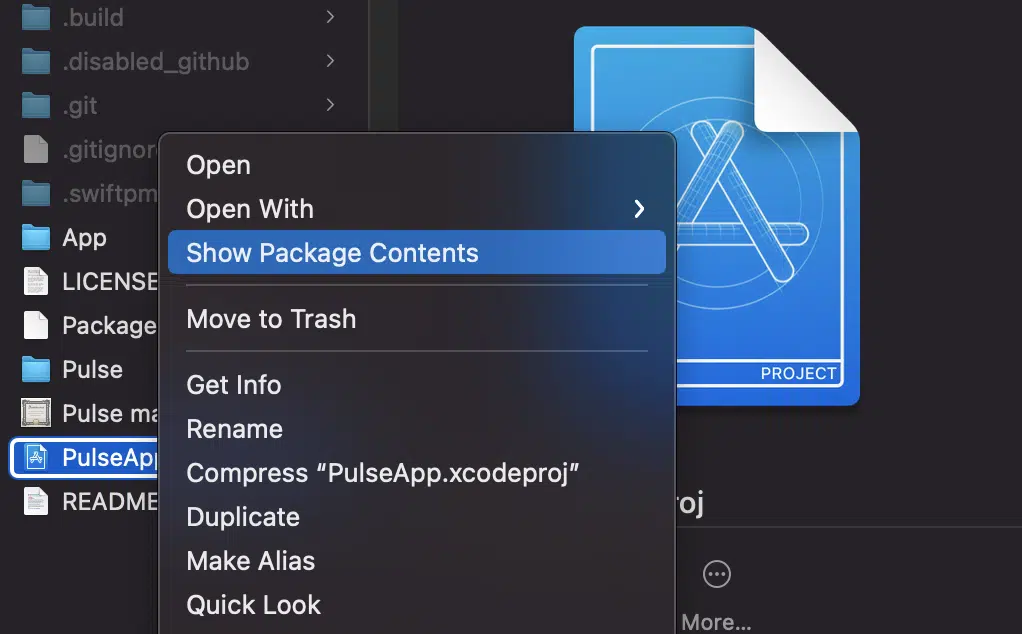 .build
.disabled_github
.git
.gitignor
.swiftpm
App
LICENSE
Package
Pulse
Pulse ma
PulseApp
README
Open
Open With
Show Package Contents
Move to Trash
Get Info
Rename
Compress “PulseApp.xcodeproj”
Duplicate
Make Alias
Quick Look
PROJECT
roj
More...